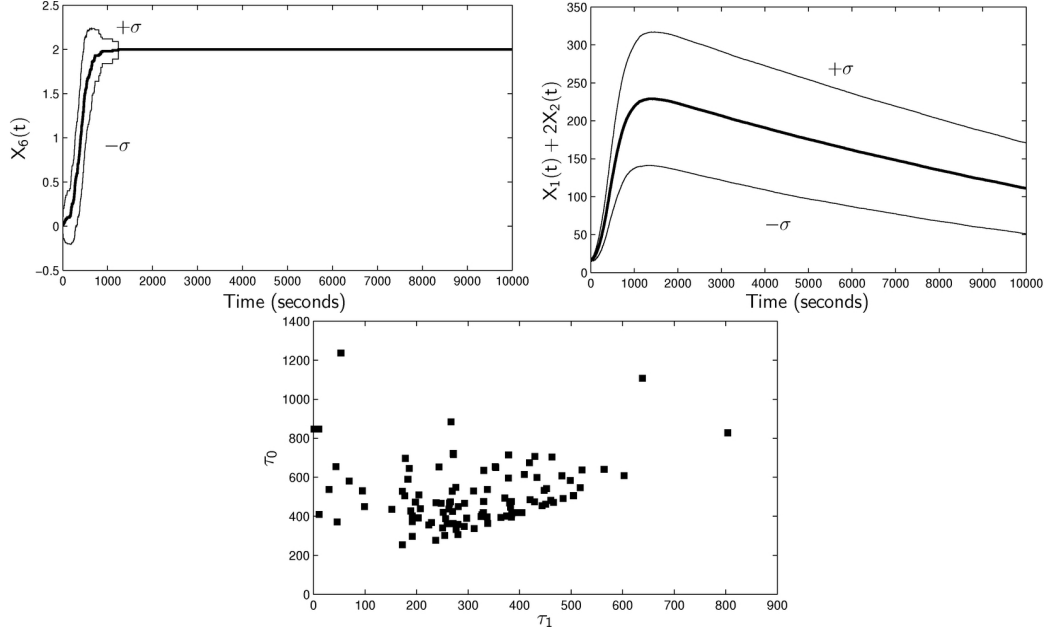 2.5
2
1.5
1
0.5
0
−0.5
X₆(t)
+σ
−σ
0 1000 2000 3000 4000 5000 6000 7000 8000 9000 10000
Time (seconds)
350
300
250
200
150
100
50
0
X₁(t) + 2X₂(t)
+σ
−σ
0 1000 2000 3000 4000 5000 6000 7000 8000 9000 10000
Time (seconds)
1400
1200
1000
800
600
400
200
0
τ₀
0 100 200 300 400 500 600 700 800 900
τ₁